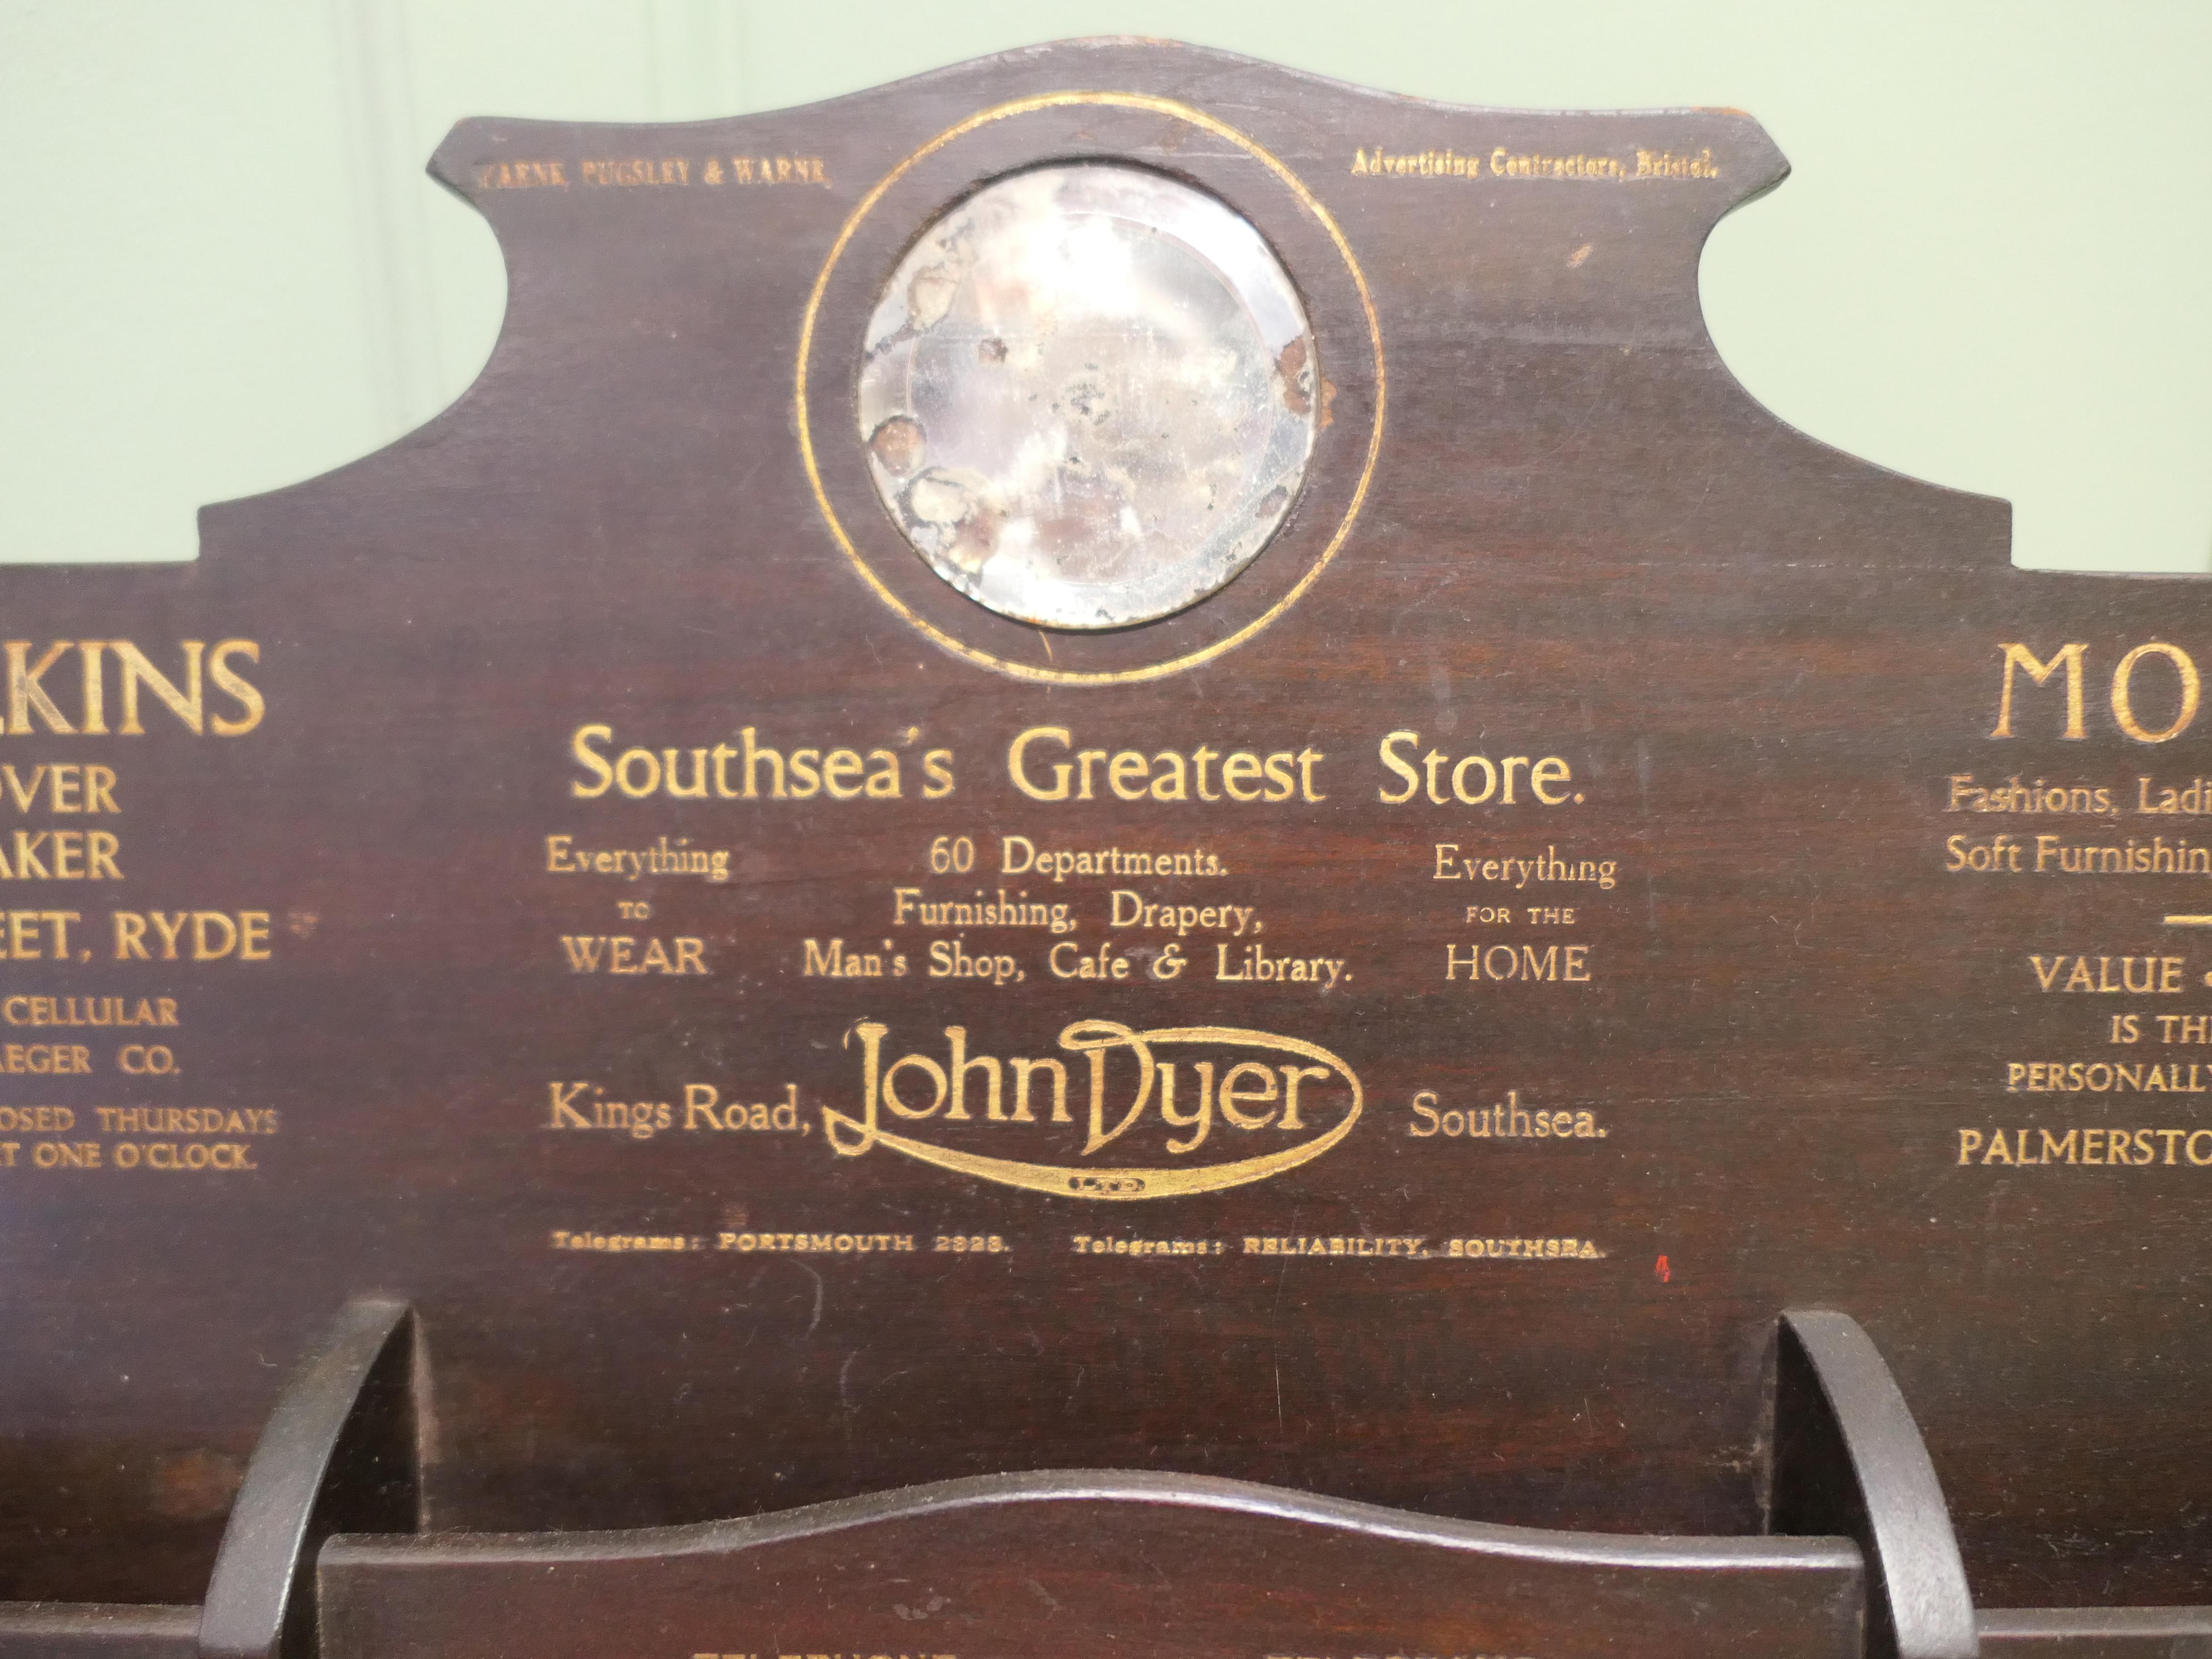 WARNE, PUGSLEY & WARNE, Advertising Contractors, Bristol.
KINS
OVER
AKER
EET, RYDE
CELLULAR
AEGER CO.
OSED THURSDAYS
T ONE O'CLOCK.
Southsea's Greatest Store.
Everything
TO
WEAR
60 Departments.
Furnishing, Drapery,
Man's Shop, Cafe & Library.
Everything
FOR THE
HOME
Kings Road, John Dyer Southsea.
LTD.
Telegrams: PORTSMOUTH 2828. Telegrams: RELIABILITY, SOUTHSEA.
4
MO
Fashions, Ladi
Soft Furnishin
VALUE
IS TH
PERSONALLY
PALMERSTO